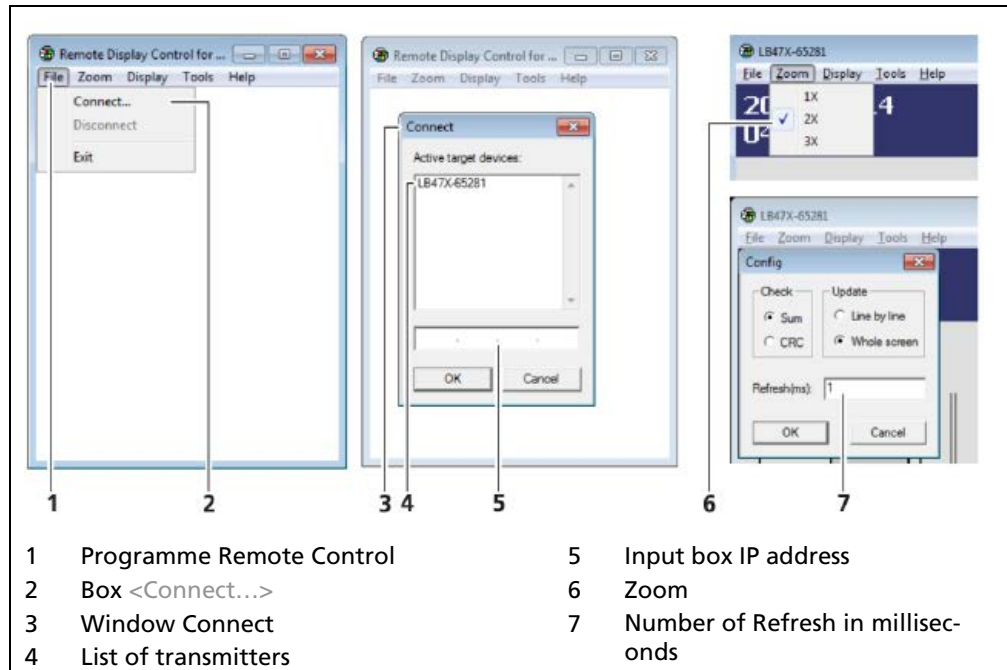 Remote Display Control for ...
File Zoom Display Tools Help
Connect...
Disconnect
Exit
Remote Display Control for ...
File Zoom Display Tools Help
Connect
Active target devices:
LB47X-65281
OK Cancel
LB47X-65281
File Zoom Display Tools Help
1X
2X
3X
20 .4
04
LB47X-65281
File Zoom Display Tools Help
Config
Check Update
Sum Line by line
CRC Whole screen
Refresh(ms): 1
OK Cancel
1 2 3 4 5 6 7
1 Programme Remote Control
2 Box <Connect…>
3 Window Connect
4 List of transmitters
5 Input box IP address
6 Zoom
7 Number of Refresh in millisec-
onds